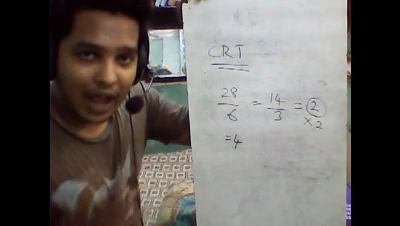 CRT
28/6 = 14/3 = 2
×2
=4